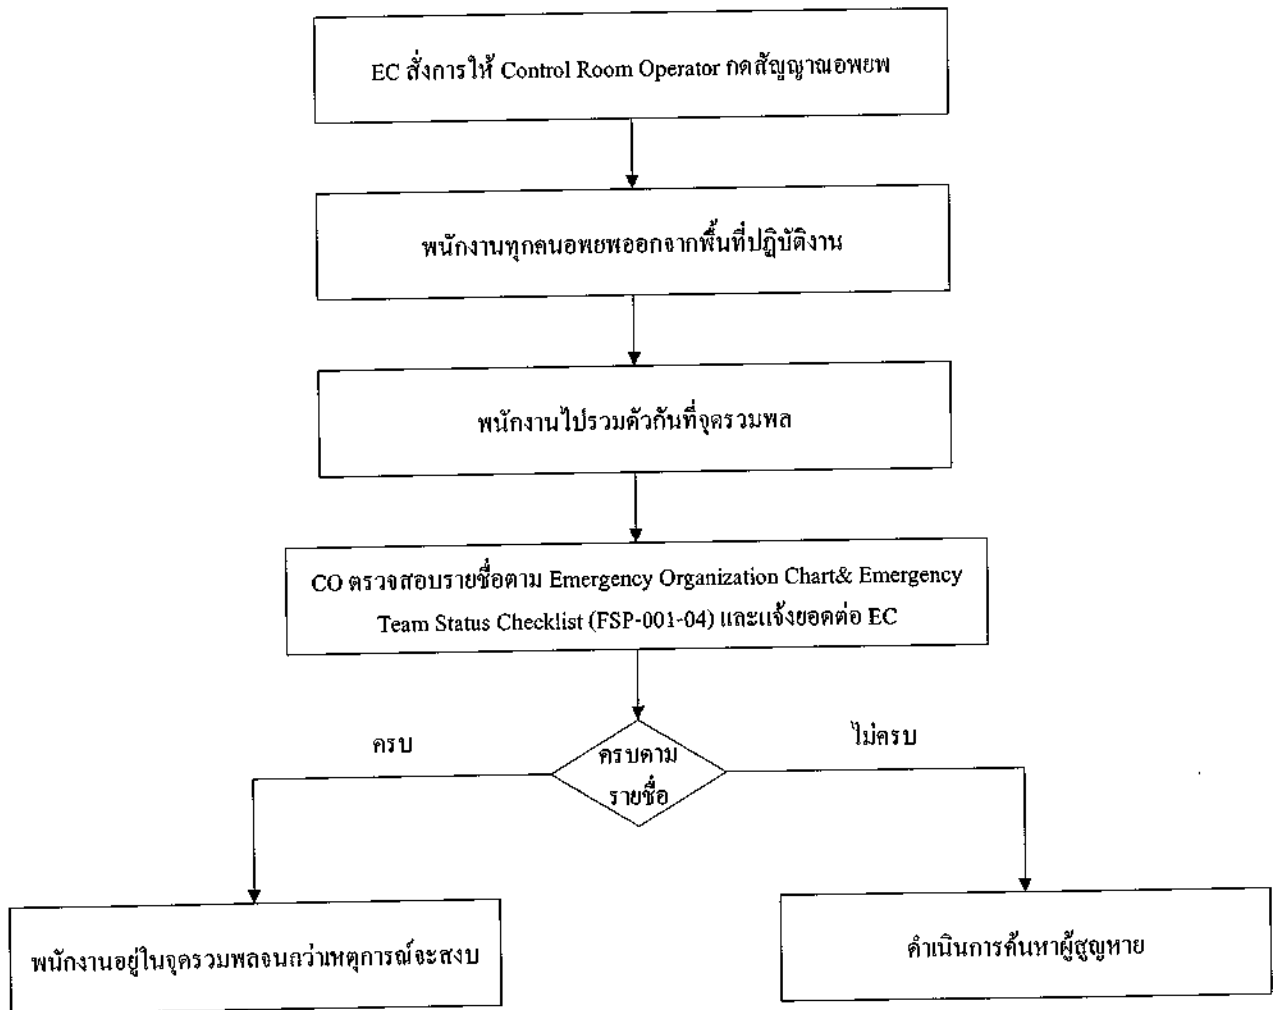 EC สั่งการให้ Control Room Operator กดสัญญาณอพยพ
พนักงานทุกคนอพยพออกจากพื้นที่ปฏิบัติงาน
พนักงานไปรวมตัวกันที่จุดรวมพล
CO ตรวจสอบรายชื่อตาม Emergency Organization Chart& Emergency
Team Status Checklist (FSP-001-04) และแจ้งยอดต่อ EC
ครบ
ไม่ครบ
ครบตาม
รายชื่อ
พนักงานอยู่ในจุดรวมพลจนกว่าเหตุการณ์จะสงบ
ดำเนินการค้นหาผู้สูญหาย